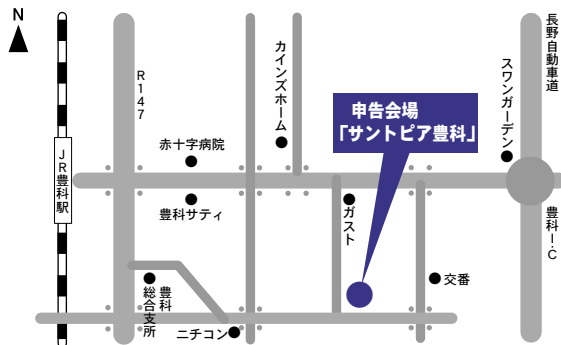 N
長野自動車道
カインズホーム
スワンガーデン
R147
申告会場
「サントピア豊科」
赤十字病院
JR豊科駅
豊科サティ
ガスト
豊科I.C
交番
豊科
総合支所
ニチコン